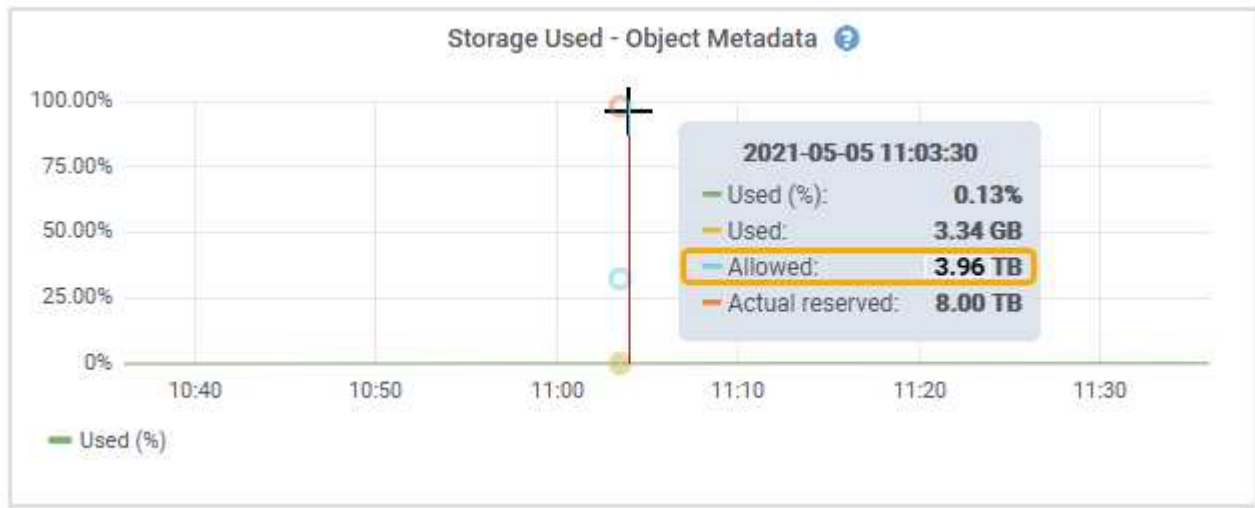 Storage Used - Object Metadata ?
100.00%
75.00%
50.00%
25.00%
0%
10:40 10:50 11:00 11:10 11:20 11:30
2021-05-05 11:03:30
Used (%): 0.13%
Used: 3.34 GB
Allowed: 3.96 TB
Actual reserved: 8.00 TB
Used (%)